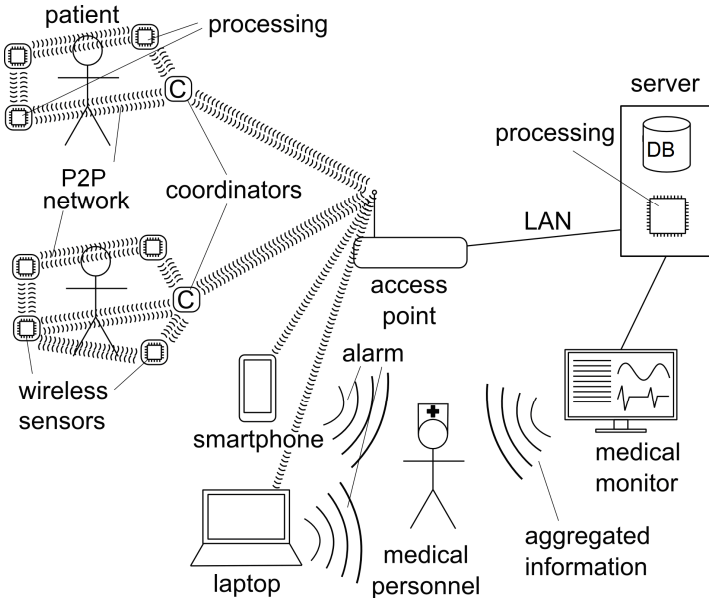 patient
processing
C
server
processing
DB
P2P
network
coordinators
LAN
C
access
point
alarm
wireless
sensors
smartphone
medical
monitor
laptop
medical
personnel
aggregated
information